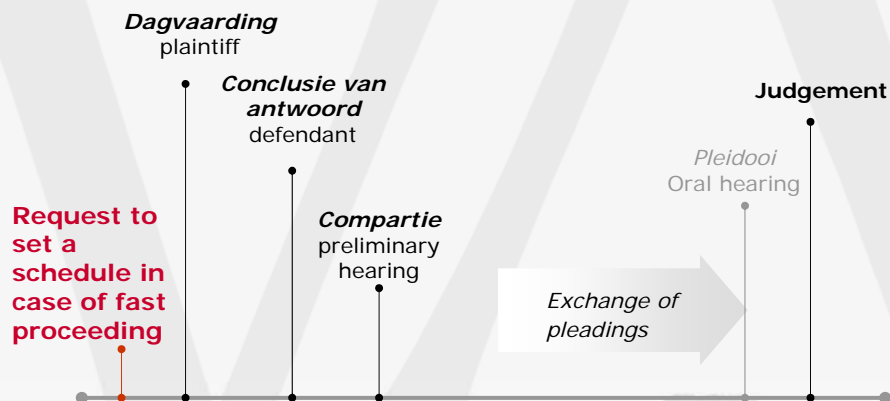 Dagvaarding
plaintiff
Conclusie van
antwoord
defendant
Judgement
Pleidooi
Oral hearing
Request to
set a
schedule in
case of fast
proceeding
Compartie
preliminary
hearing
Exchange of
pleadings